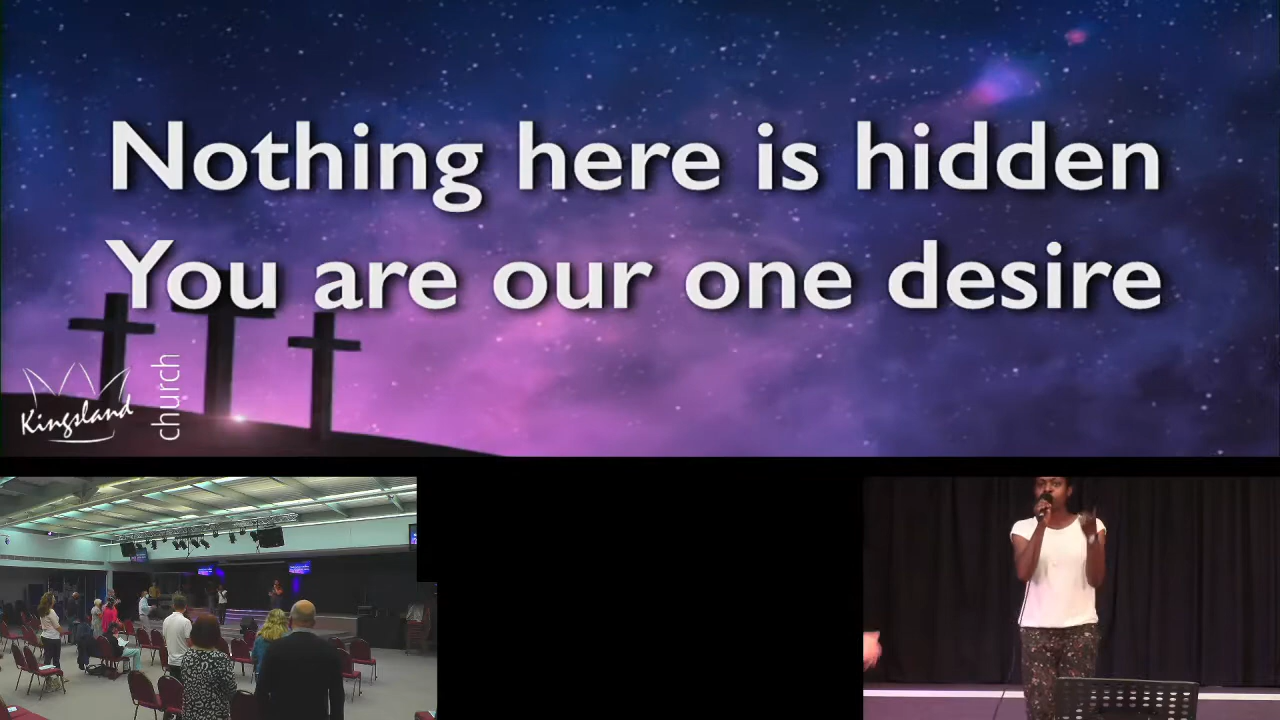 Nothing here is hidden
You are our one desire
Kingsland
church